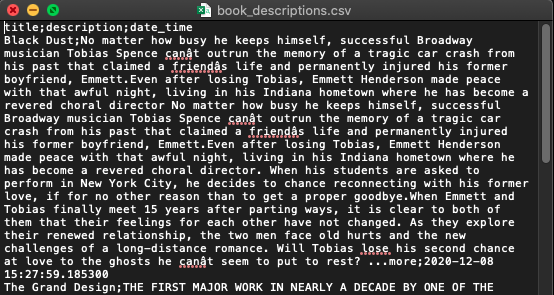 book_descriptions.csv
title;description;date_time
Black Dust;No matter how busy he keeps himself, successful Broadway
musician Tobias Spence canât outrun the memory of a tragic car crash from
his past that claimed a friendâs life and permanently injured his former
boyfriend, Emmett.Even after losing Tobias, Emmett Henderson made peace
with that awful night, living in his Indiana hometown where he has become a
revered choral director No matter how busy he keeps himself, successful
Broadway musician Tobias Spence canât outrun the memory of a tragic car
crash from his past that claimed a friendâs life and permanently injured
his former boyfriend, Emmett.Even after losing Tobias, Emmett Henderson
made peace with that awful night, living in his Indiana hometown where he
has become a revered choral director. When his students are asked to
perform in New York City, he decides to chance reconnecting with his former
love, if for no other reason than to get a proper goodbye.When Emmett and
Tobias finally meet 15 years after parting ways, it is clear to both of
them that their feelings for each other have not changed. As they explore
their renewed relationship, the two men face old hurts and the new
challenges of a long-distance romance. Will Tobias lose his second chance
at love to the ghosts he canât seem to put to rest? ...more;2020-12-08
15:27:59.185300
The Grand Design;THE FIRST MAJOR WORK IN NEARLY A DECADE BY ONE OF THE